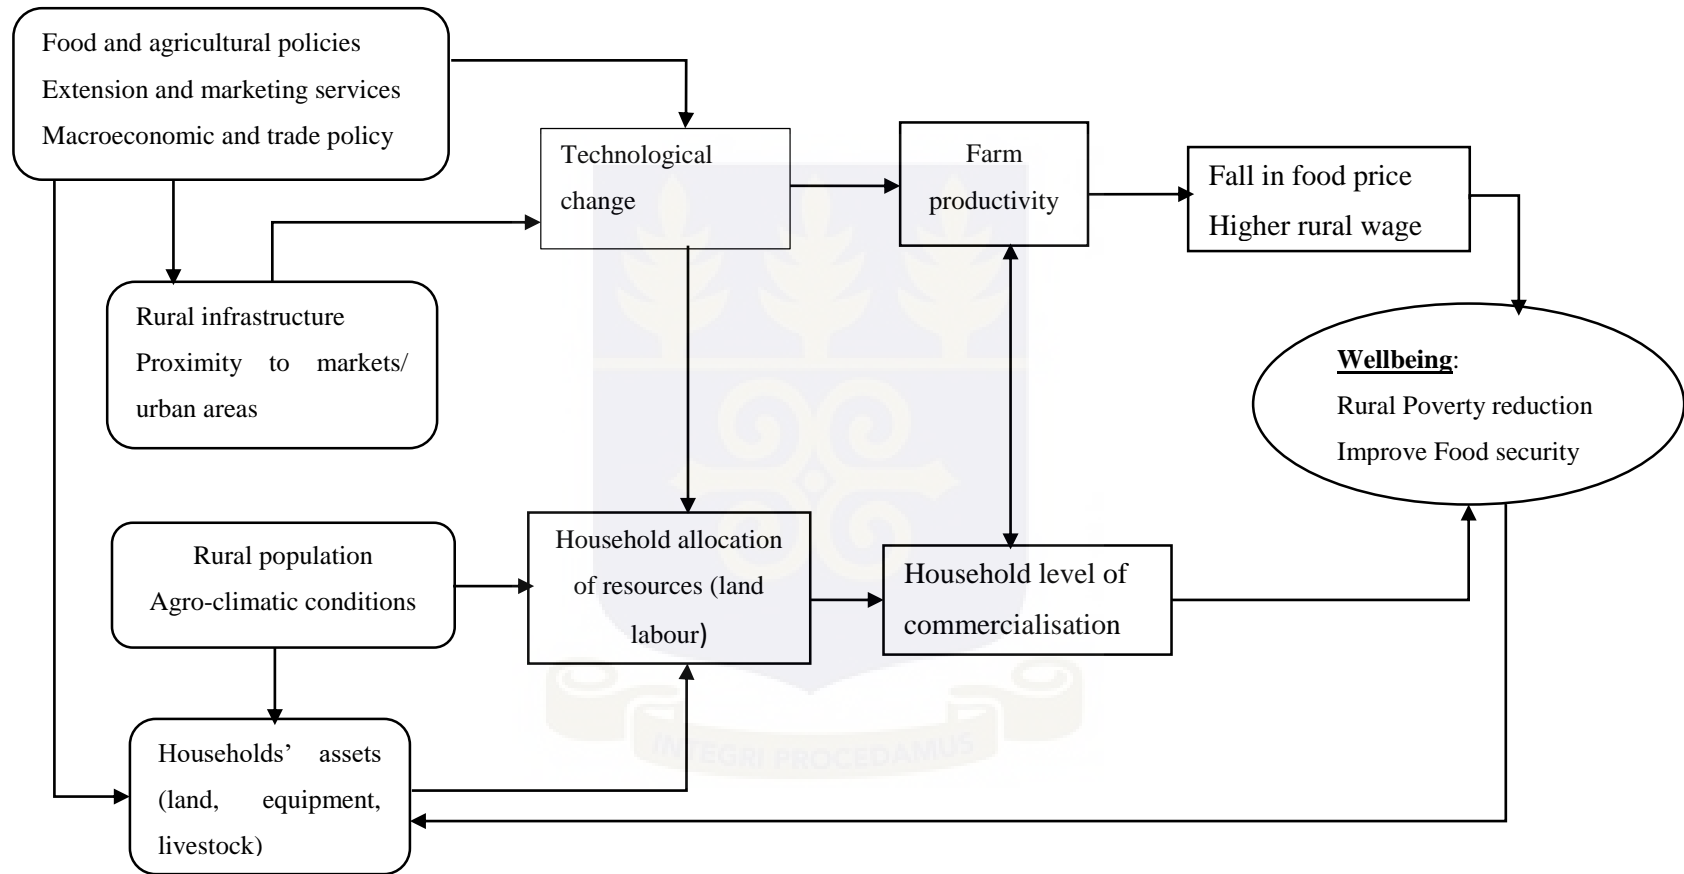 Food and agricultural policies
Extension and marketing services
Macroeconomic and trade policy
Technological
change
Farm
productivity
Fall in food price
Higher rural wage
Rural infrastructure
Proximity to markets/
urban areas
Wellbeing:
Rural Poverty reduction
Improve Food security
Rural population
Agro-climatic conditions
Household allocation
of resources (land
labour)
Household level of
commercialisation
Households’ assets
(land, equipment,
livestock)
INTEGRI PROCEDAMUS